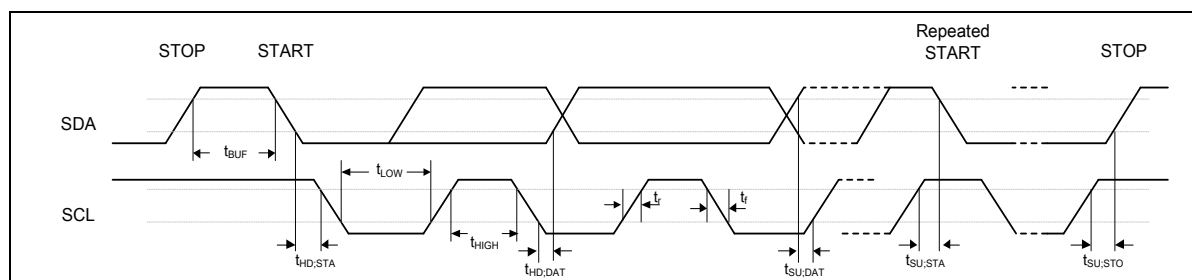 Repeated
STOP START START STOP
SDA
tBUF
tLOW
tr tf
SCL
tHIGH
tHD;STA tHD;DAT tSU;DAT tSU;STA tSU;STO